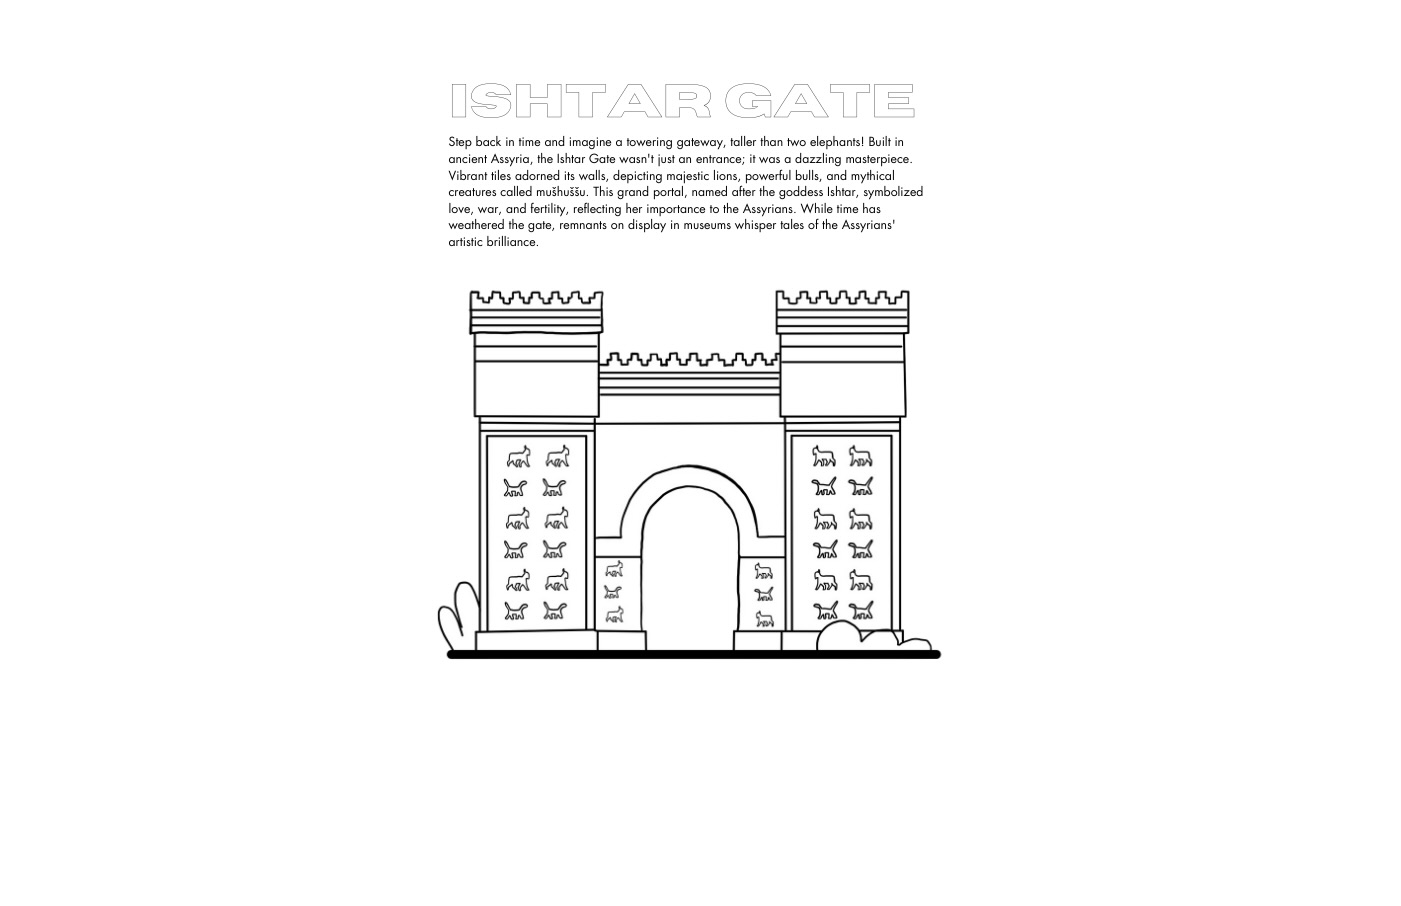 ISHTAR GATE
Step back in time and imagine a towering gateway, taller than two elephants! Built in
ancient Assyria, the Ishtar Gate wasn't just an entrance; it was a dazzling masterpiece.
Vibrant tiles adorned its walls, depicting majestic lions, powerful bulls, and mythical
creatures called mušhuššu. This grand portal, named after the goddess Ishtar, symbolized
love, war, and fertility, reflecting her importance to the Assyrians. While time has
weathered the gate, remnants on display in museums whisper tales of the Assyrians'
artistic brilliance.